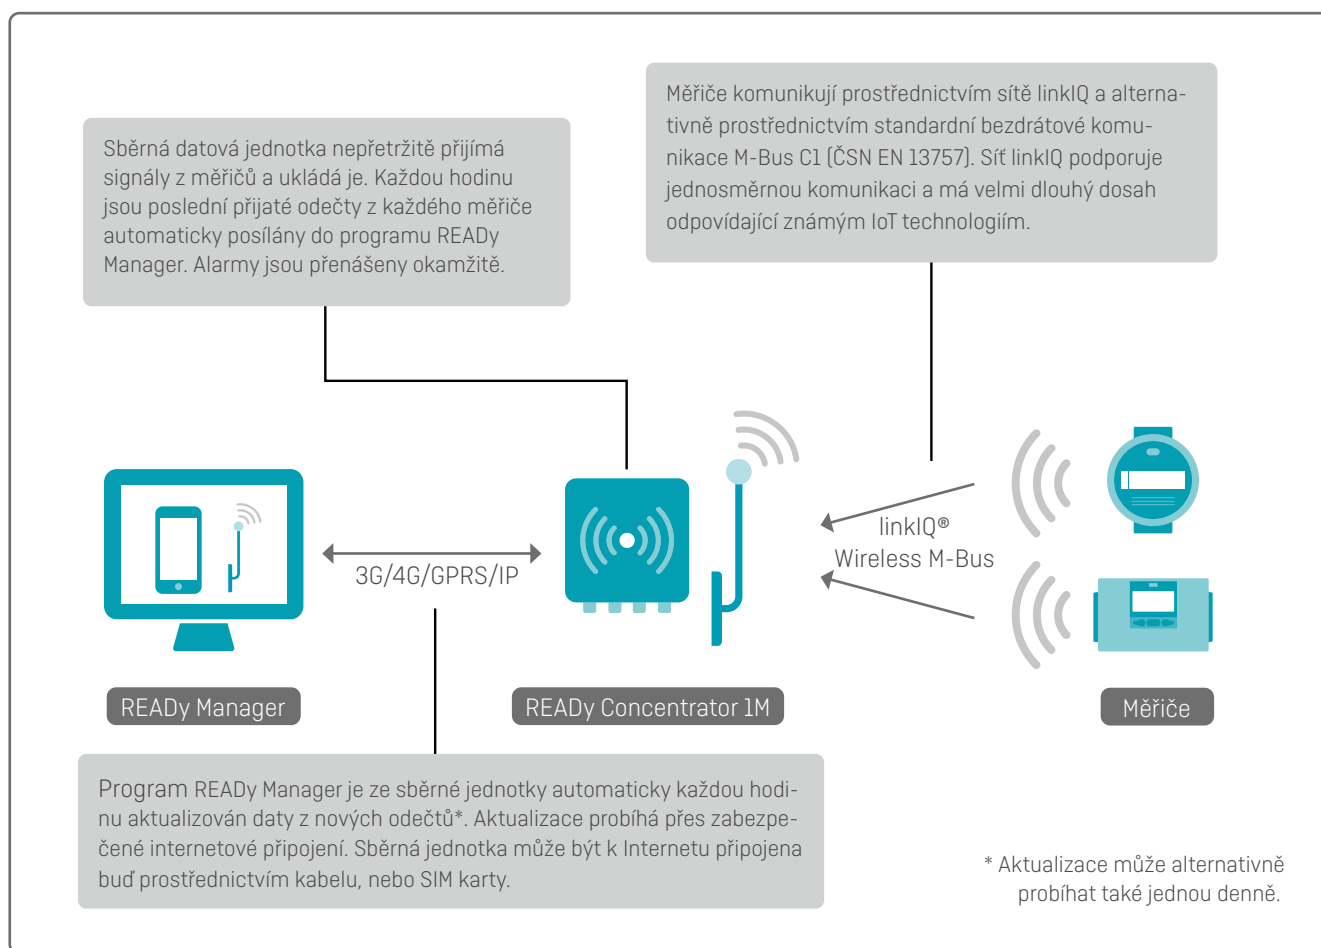 Sběrná datová jednotka nepřetržitě přijímá
signály z měřičů a ukládá je. Každou hodinu
jsou poslední přijaté odečty z každého měřiče
automaticky posílány do programu READy
Manager. Alarmy jsou přenášeny okamžitě.
Měřiče komunikují prostřednictvím sítě linkIQ a alterna-
tivně prostřednictvím standardní bezdrátové komu-
nikace M-Bus C1 (ČSN EN 13757). Síť linkIQ podporuje
jednosměrnou komunikaci a má velmi dlouhý dosah
odpovídající známým IoT technologiím.
3G/4G/GPRS/IP
linkIQ®
Wireless M-Bus
READy Manager
READy Concentrator 1M
Měřiče
Program READy Manager je ze sběrné jednotky automaticky každou hodi-
nu aktualizován daty z nových odečtů*. Aktualizace probíhá přes zabezpe-
čené internetové připojení. Sběrná jednotka může být k Internetu připojena
buď prostřednictvím kabelu, nebo SIM karty.
* Aktualizace může alternativně
probíhat také jednou denně.